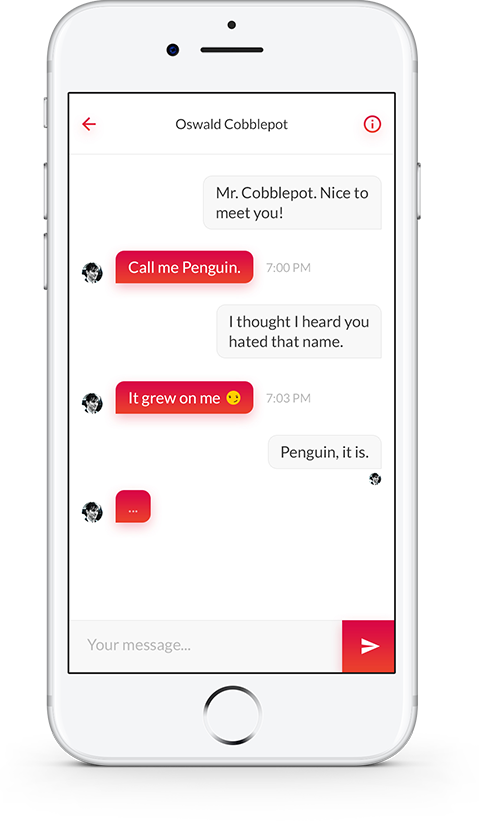 Oswald Cobblepot
Mr. Cobblepot. Nice to
meet you!
Call me Penguin.
7:00 PM
I thought I heard you
hated that name.
It grew on me 😏
7:03 PM
Penguin, it is.
...
Your message...